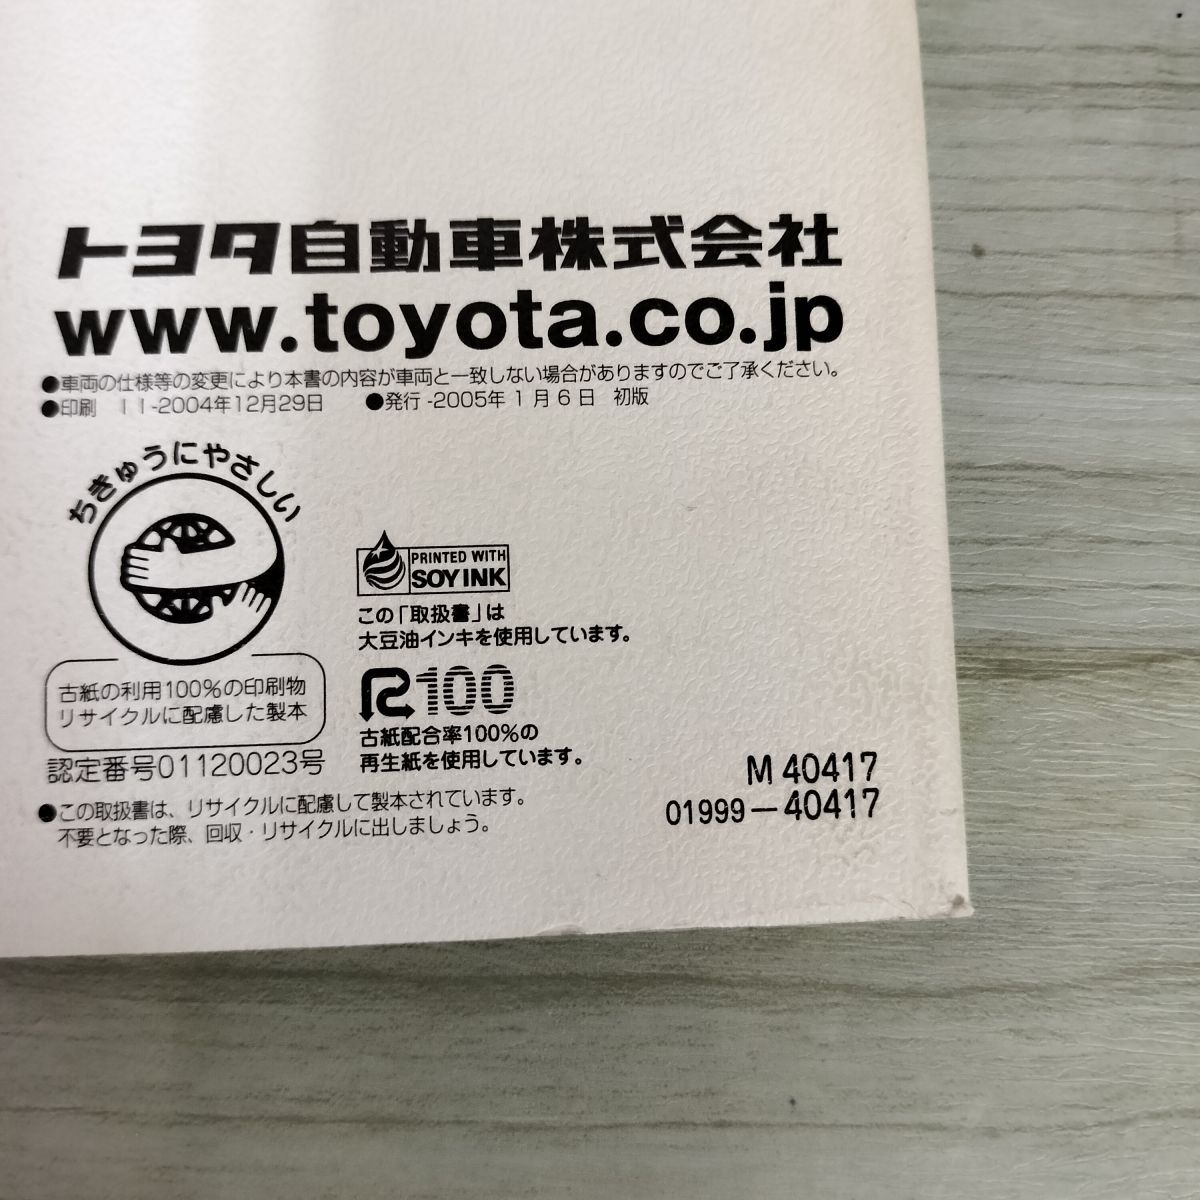 トヨタ自動車株式会社
www.toyota.co.jp
●車両の仕様等の変更により本書の内容が車両と一致しない場合がありますのでご了承ください。
●印刷 11-2004年12月29日 ●発行-2005年1月6日 初版
ちきゅうにやさしい
古紙の利用100%の印刷物
リサイクルに配慮した製本
認定番号01120023号
PRINTED WITH
SOY INK
この「取扱書」は
大豆油インキを使用しています。
R100
古紙配合率100%の
再生紙を使用しています。
●この取扱書は、リサイクルに配慮して製本されています。
不要となった際、回収・リサイクルに出しましょう。
M 40417
01999-40417